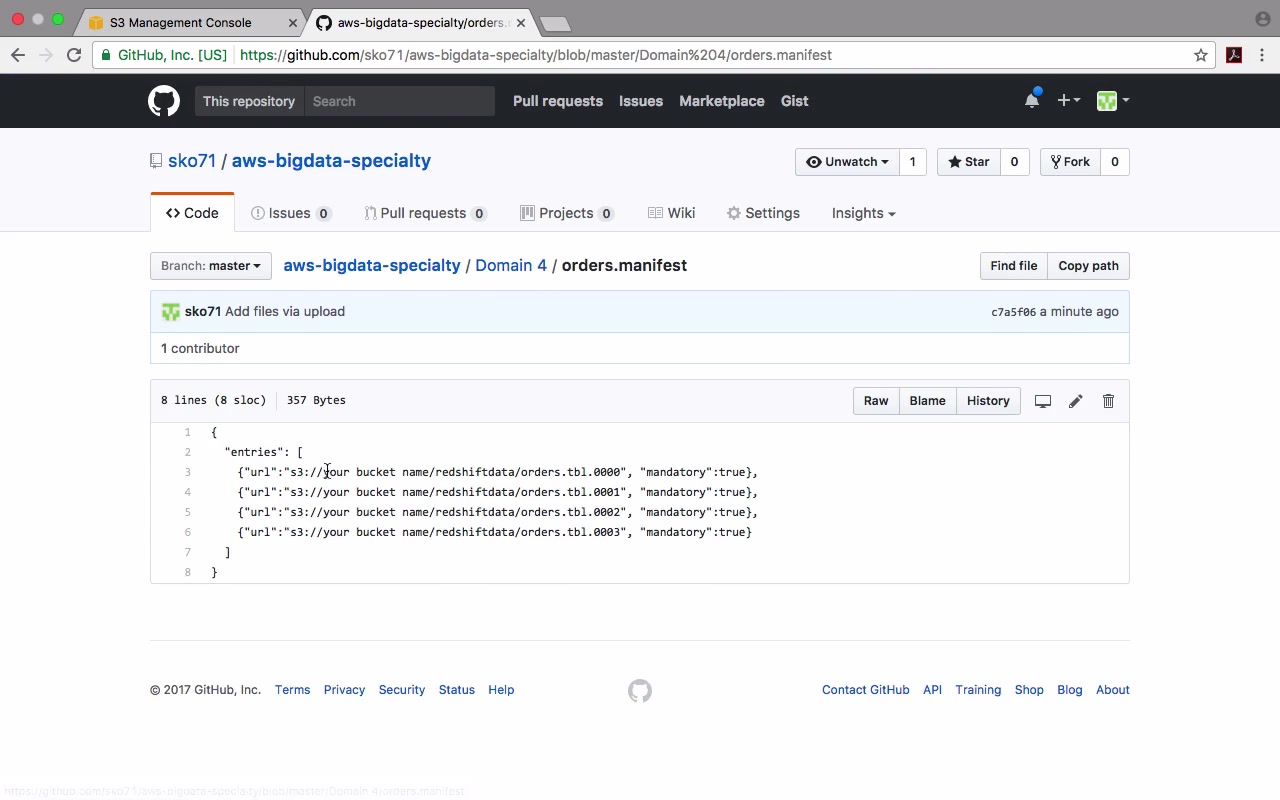 S3 Management Console
aws-bigdata-specialty/orders.
GitHub, Inc. [US] https://github.com/sko71/aws-bigdata-specialty/blob/master/Domain%204/orders.manifest
This repository Search Pull requests Issues Marketplace Gist
sko71 / aws-bigdata-specialty
Unwatch 1 Star 0 Fork 0
Code Issues 0 Pull requests 0 Projects 0 Wiki Settings Insights
Branch: master aws-bigdata-specialty / Domain 4 / orders.manifest Find file Copy path
sko71 Add files via upload c7a5f06 a minute ago
1 contributor
8 lines (8 sloc) 357 Bytes Raw Blame History
1 {
2 "entries": [
3 {"url":"s3://your bucket name/redshiftdata/orders.tbl.0000", "mandatory":true},
4 {"url":"s3://your bucket name/redshiftdata/orders.tbl.0001", "mandatory":true},
5 {"url":"s3://your bucket name/redshiftdata/orders.tbl.0002", "mandatory":true},
6 {"url":"s3://your bucket name/redshiftdata/orders.tbl.0003", "mandatory":true}
7 ]
8 }
© 2017 GitHub, Inc. Terms Privacy Security Status Help Contact GitHub API Training Shop Blog About
https://github.com/sko71/aws-bigdata-specialty/blob/master/Domain 4/orders.manifest